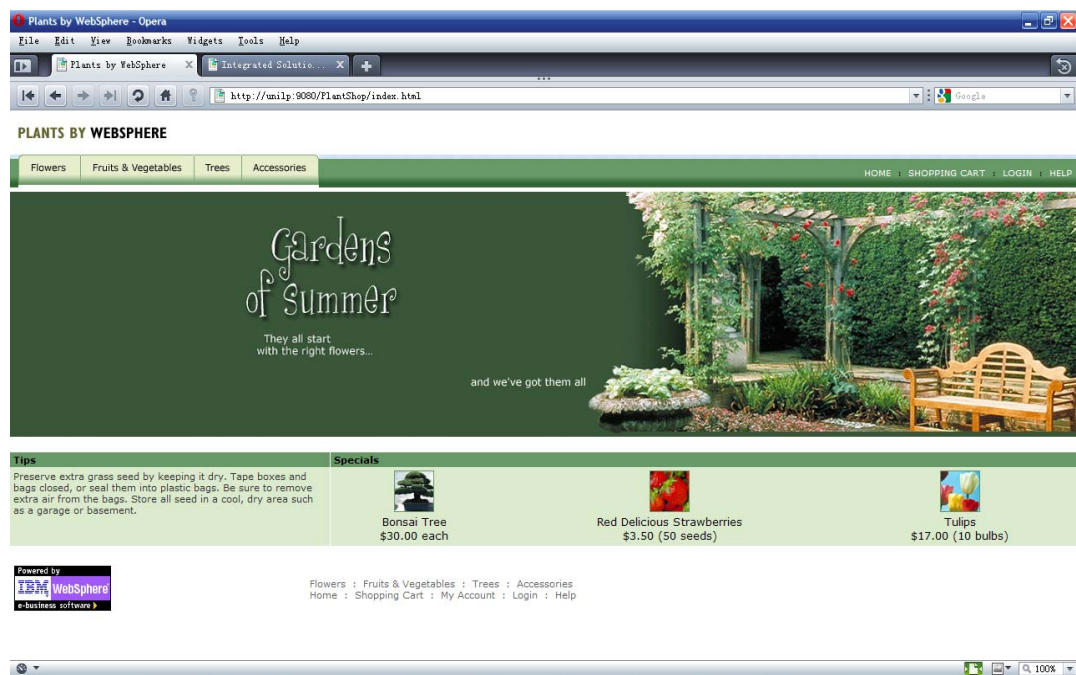 Plants by WebSphere - Opera
File Edit View Bookmarks Widgets Tools Help
Plants by WebSphere X Integrated Solutio... X
http://unilp:9080/PlantShop/index.html Google
PLANTS BY WEBSPHERE
Flowers Fruits & Vegetables Trees Accessories
HOME : SHOPPING CART : LOGIN : HELP
Gardens
of Summer
They all start
with the right flowers...
and we've got them all
Tips
Preserve extra grass seed by keeping it dry. Tape boxes and
bags closed, or seal them into plastic bags. Be sure to remove
extra air from the bags. Store all seed in a cool, dry area such
as a garage or basement.
Specials
Bonsai Tree
$30.00 each
Red Delicious Strawberries
$3.50 (50 seeds)
Tulips
$17.00 (10 bulbs)
Powered by
IBM WebSphere
e-business software
Flowers : Fruits & Vegetables : Trees : Accessories
Home : Shopping Cart : My Account : Login : Help
100%